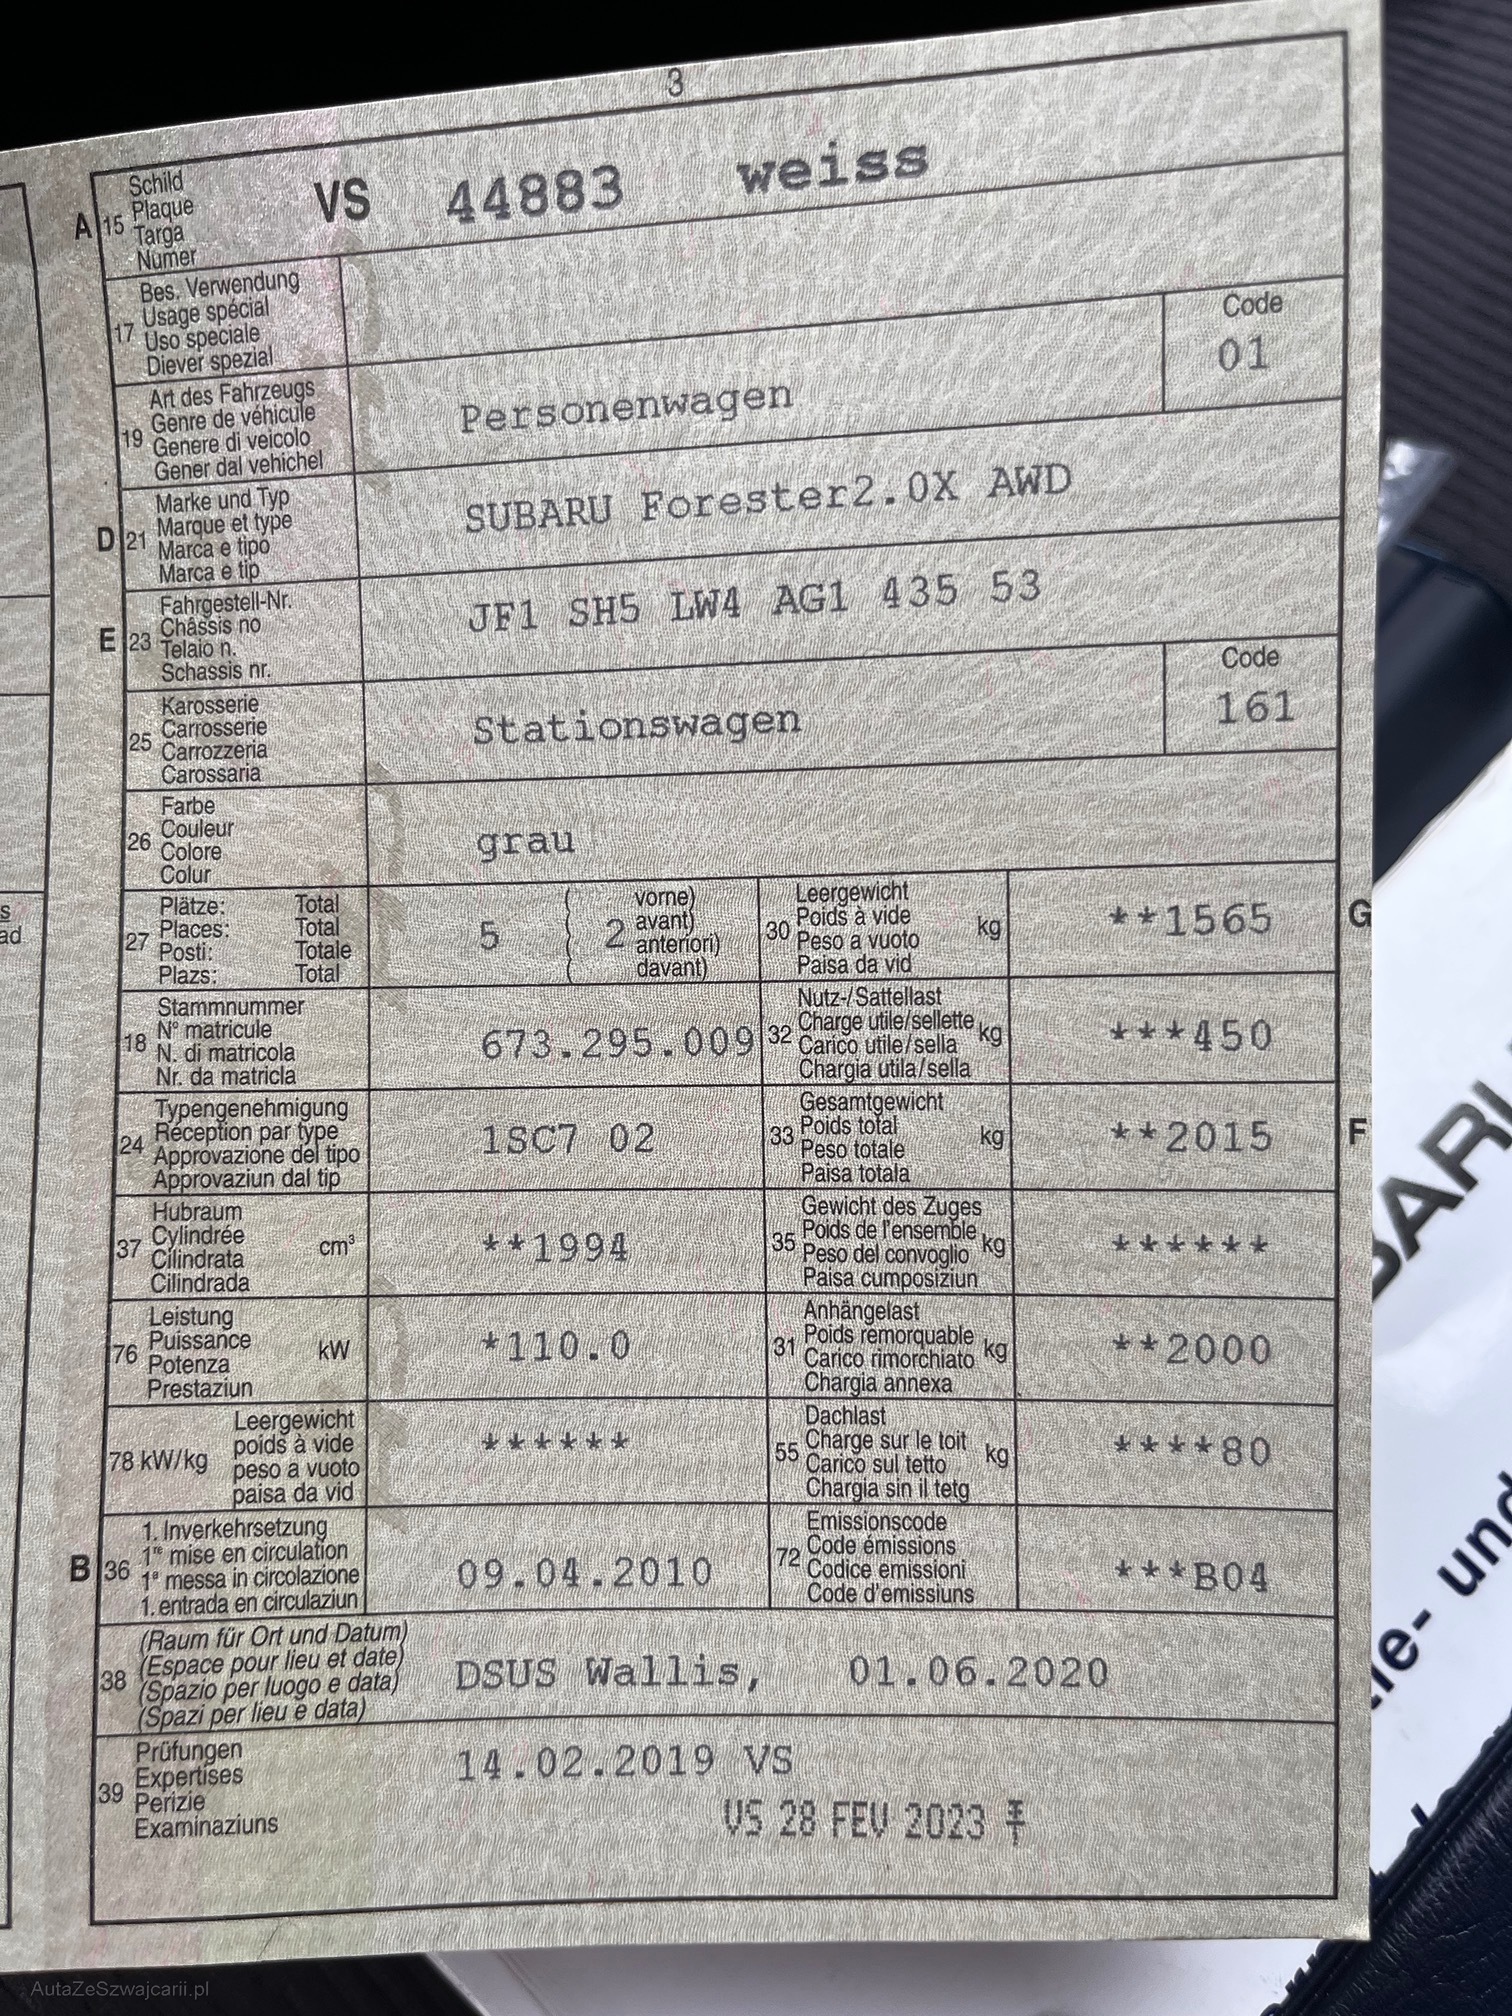 3
A 15 Schild
Plaque
Targa
Numer
VS 44883 weiss
17 Bes. Verwendung
Usage spécial
Uso speciale
Diever spezial
19 Art des Fahrzeugs
Genre de véhicule
Genere di veicolo
Gener dal vehichel
Personenwagen
Code
01
D 21 Marke und Typ
Marque et type
Marca e tipo
Marca e tip
SUBARU Forester2.0X AWD
E 23 Fahrgestell-Nr.
Châssis no
Telaio n.
Schassis nr.
JF1 SH5 LW4 AG1 435 53
25 Karosserie
Carrosserie
Carrozzeria
Carossaria
Stationswagen
Code
161
26 Farbe
Couleur
Colore
Colur
grau
27 Plätze: Total
Places: Total
Posti: Totale
Plazs: Total
5 ( 2 vorne)
( avant)
( anteriori)
( davant)
30 Leergewicht
Poids à vide
Peso a vuoto
Paisa da vid
kg
**1565
G
18 Stammnummer
N° matricule
N. di matricola
Nr. da matricla
673.295.009
32 Nutz-/Sattellast
Charge utile/sellette
Carico utile/sella
Chargia utila/sella
kg
***450
24 Typengenehmigung
Réception par type
Approvazione del tipo
Approvaziun dal tip
1SC7 02
33 Gesamtgewicht
Poids total
Peso totale
Paisa totala
kg
**2015
F
37 Hubraum
Cylindrée
Cilindrata
Cilindrada
cm³
**1994
35 Gewicht des Zuges
Poids de l'ensemble
Peso del convoglio
Paisa cumposiziun
kg
******
76 Leistung
Puissance
Potenza
Prestaziun
kW
*110.0
31 Anhängelast
Poids remorquable
Carico rimorchiato
Chargia annexa
kg
**2000
78 kW/kg Leergewicht
poids à vide
peso a vuoto
paisa da vid
******
55 Dachlast
Charge sur le toit
Carico sul tetto
Chargia sin il tetg
kg
****80
B 36 1. Inverkehrsetzung
1re mise en circulation
1a messa in circolazione
1. entrada en circulaziun
09.04.2010
72 Emissionscode
Code émissions
Codice emissioni
Code d'emissiuns
***B04
38 (Raum für Ort und Datum)
(Espace pour lieu et date)
(Spazio per luogo e data)
(Spazi per lieu e data)
DSUS Wallis, 01.06.2020
39 Prüfungen
Expertises
Perizie
Examinaziuns
14.02.2019 VS
VS 28 FEV 2023
s
ad
BARU
ie- und
AutaZeSzwajcarii.pl